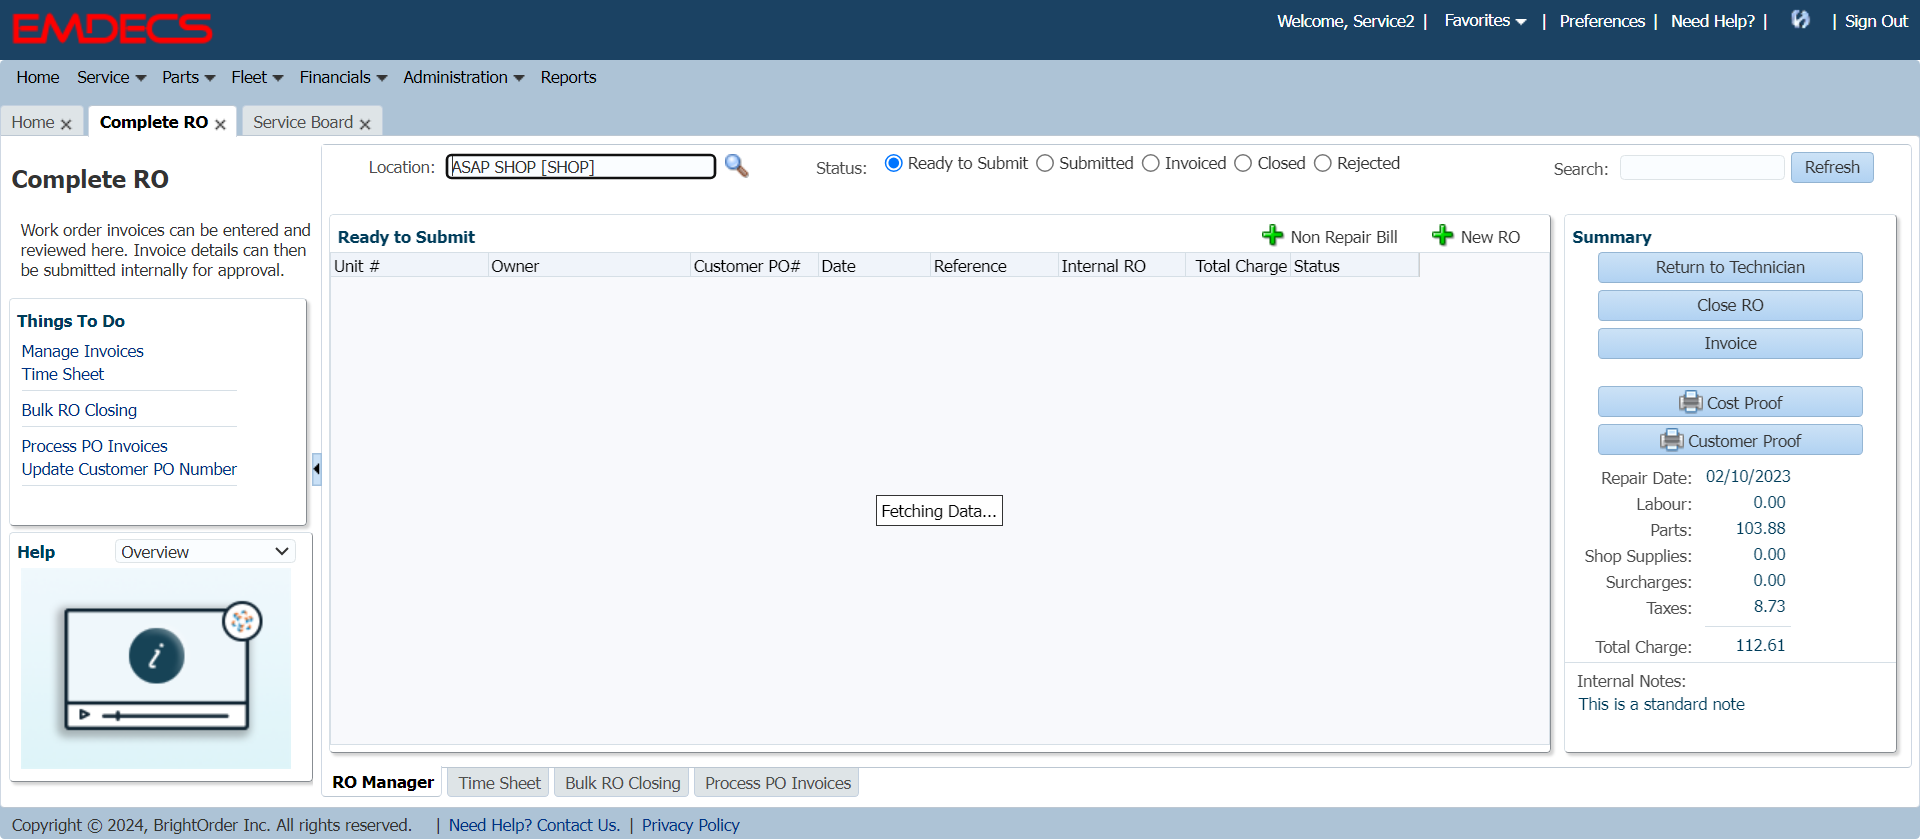 EMDECS
Welcome, Service2 | Favorites | Preferences | Need Help? | | Sign Out
Home Service Parts Fleet Financials Administration Reports
Home Complete RO Service Board
Complete RO
Work order invoices can be entered and
reviewed here. Invoice details can then
be submitted internally for approval.
Things To Do
Manage Invoices
Time Sheet
Bulk RO Closing
Process PO Invoices
Update Customer PO Number
Help Overview
i
Location: ASAP SHOP [SHOP] Status: Ready to Submit Submitted Invoiced Closed Rejected Search: Refresh
Ready to Submit Non Repair Bill New RO
Unit # Owner Customer PO# Date Reference Internal RO Total Charge Status
Fetching Data...
Summary
Return to Technician
Close RO
Invoice
Cost Proof
Customer Proof
Repair Date: 02/10/2023
Labour: 0.00
Parts: 103.88
Shop Supplies: 0.00
Surcharges: 0.00
Taxes: 8.73
Total Charge: 112.61
Internal Notes:
This is a standard note
RO Manager Time Sheet Bulk RO Closing Process PO Invoices
Copyright © 2024, BrightOrder Inc. All rights reserved. | Need Help? Contact Us. | Privacy Policy